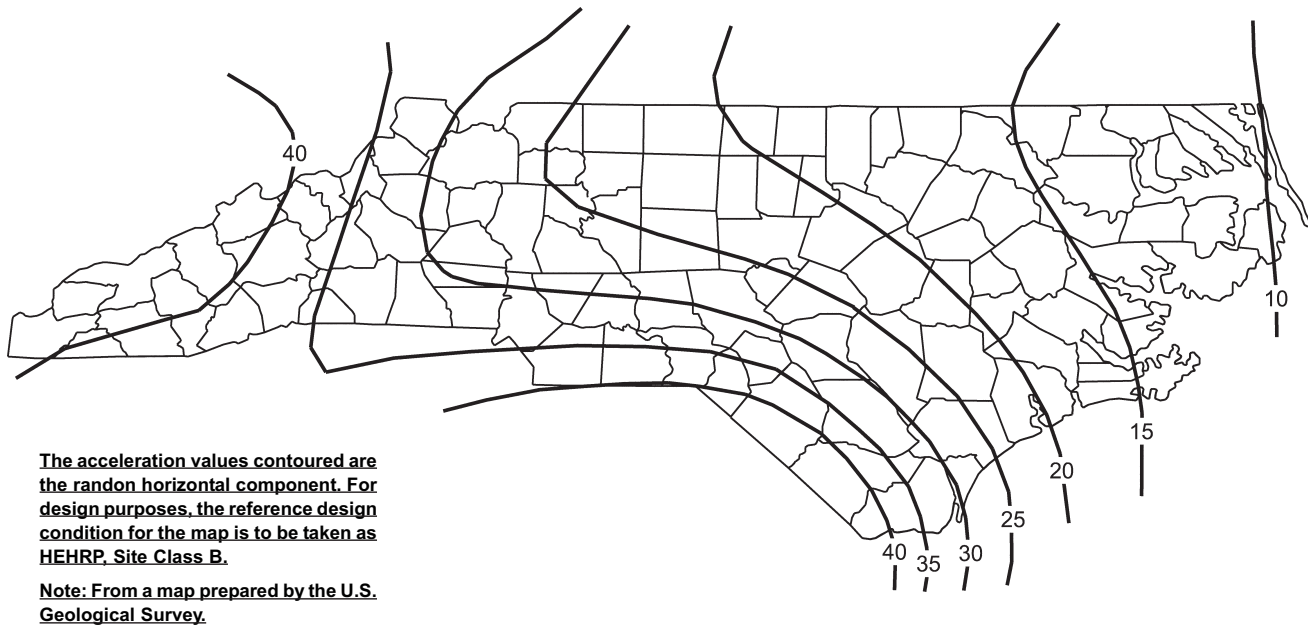 40
10
15
20
25
40
35
30
The acceleration values contoured are
the randon horizontal component. For
design purposes, the reference design
condition for the map is to be taken as
HEHRP, Site Class B.
Note: From a map prepared by the U.S.
Geological Survey.